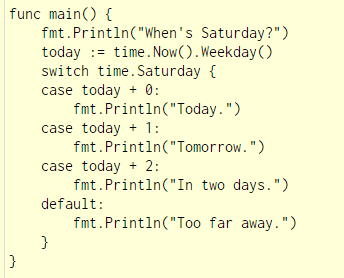 func main() {
    fmt.Println("When's Saturday?")
    today := time.Now().Weekday()
    switch time.Saturday {
    case today + 0:
        fmt.Println("Today.")
    case today + 1:
        fmt.Println("Tomorrow.")
    case today + 2:
        fmt.Println("In two days.")
    default:
        fmt.Println("Too far away.")
    }
}